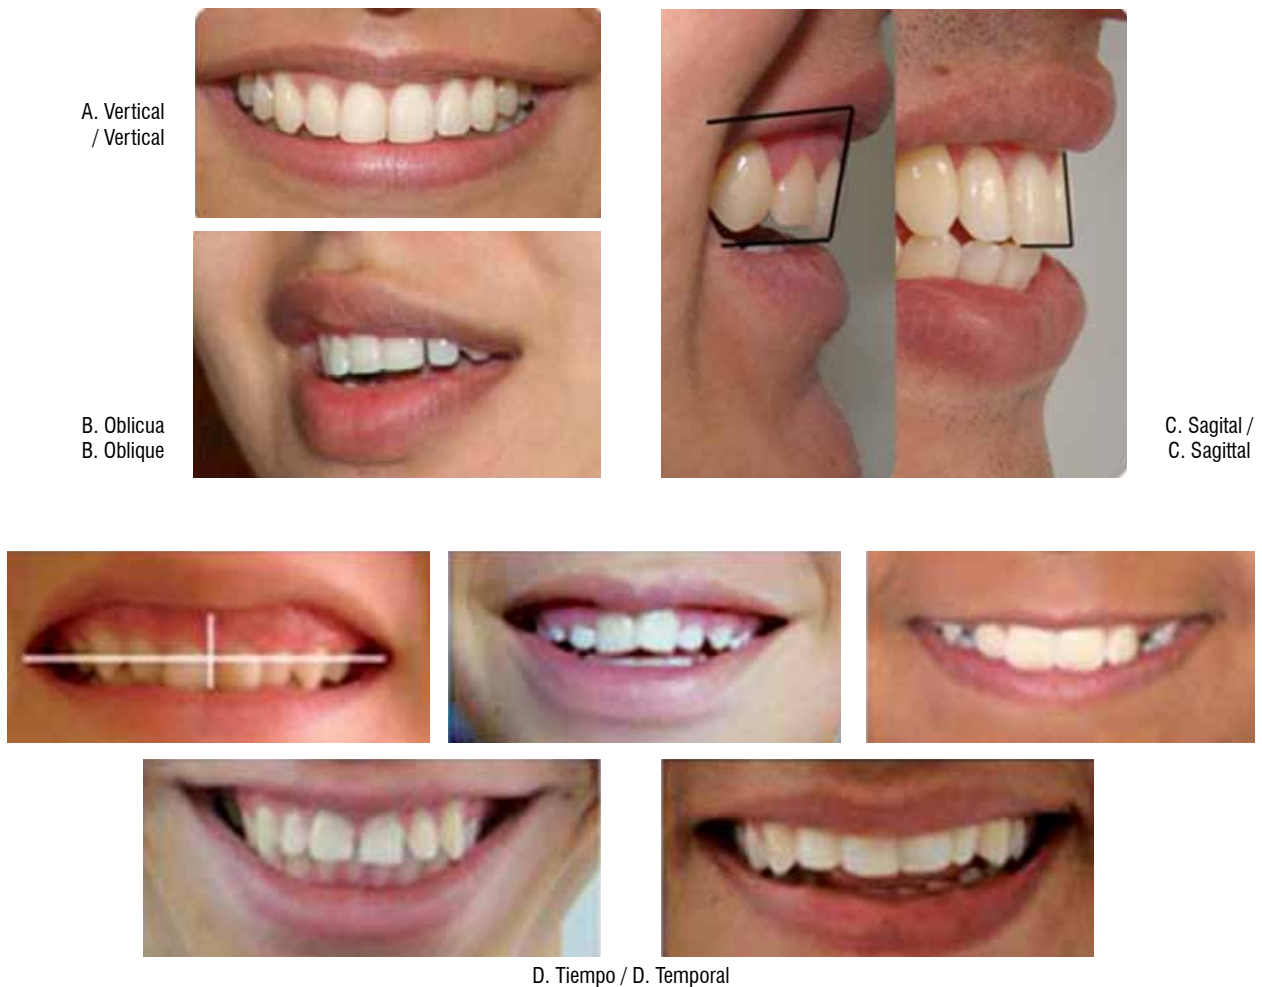 A. Vertical
/ Vertical
B. Oblicua
B. Oblique
C. Sagital /
C. Sagittal
D. Tiempo / D. Temporal